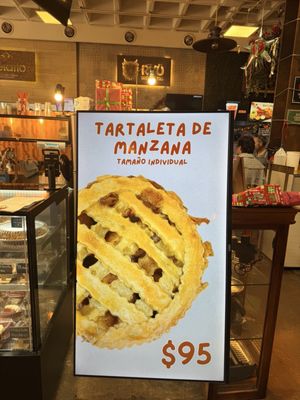 TARTALETA DE
MANZANA
TAMAÑO INDIVIDUAL
$95